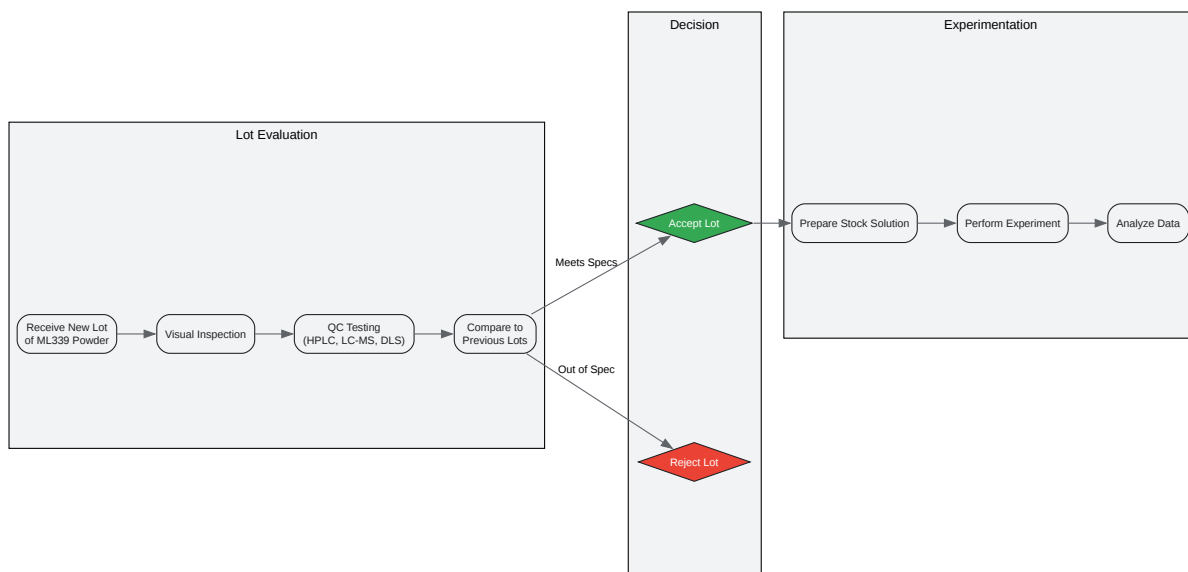 Lot Evaluation
Receive New Lot
of ML339 Powder
Visual Inspection
QC Testing
(HPLC, LC-MS, DLS)
Compare to
Previous Lots
Meets Specs
Out of Spec
Decision
Accept Lot
Reject Lot
Experimentation
Prepare Stock Solution
Perform Experiment
Analyze Data